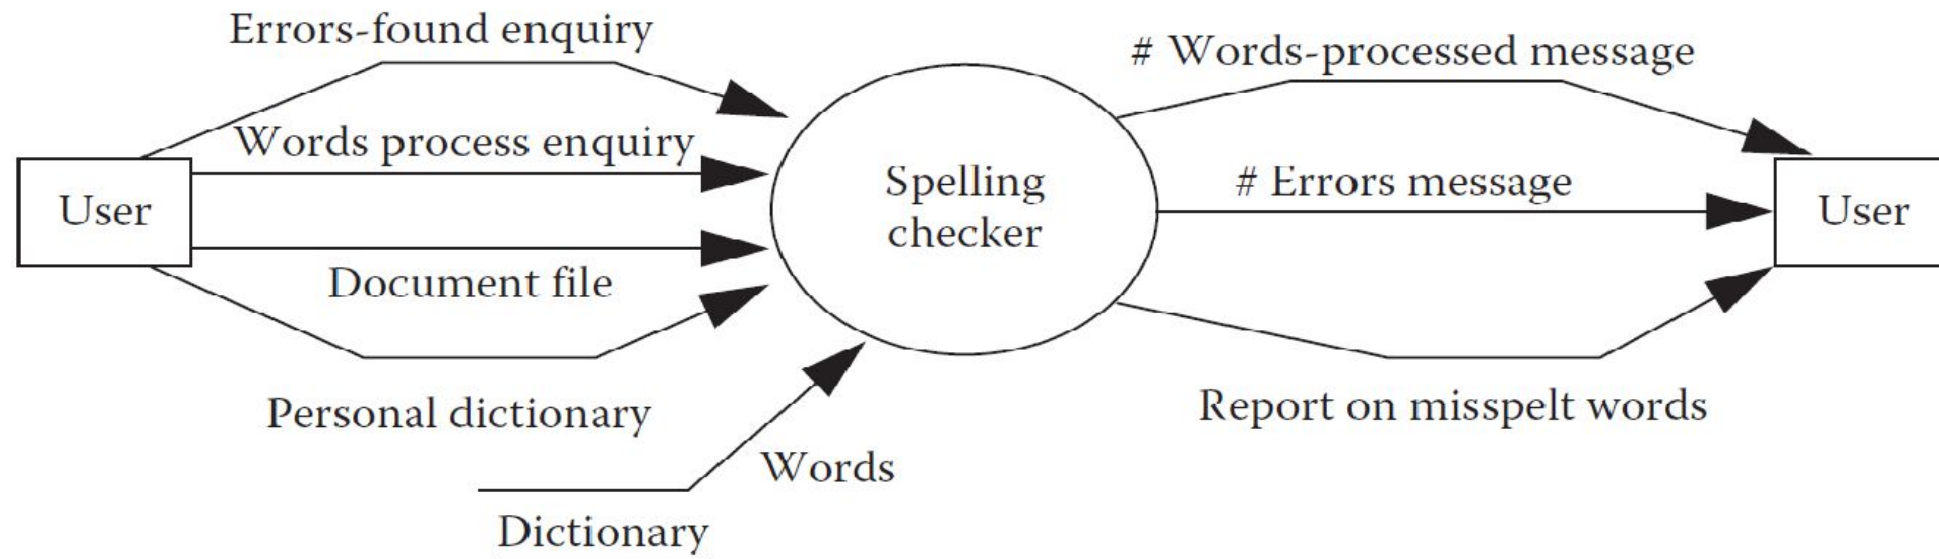 Errors-found enquiry
# Words-processed message
Words process enquiry
User
Spelling
checker
# Errors message
User
Document file
Personal dictionary
Report on misspelt words
Words
Dictionary